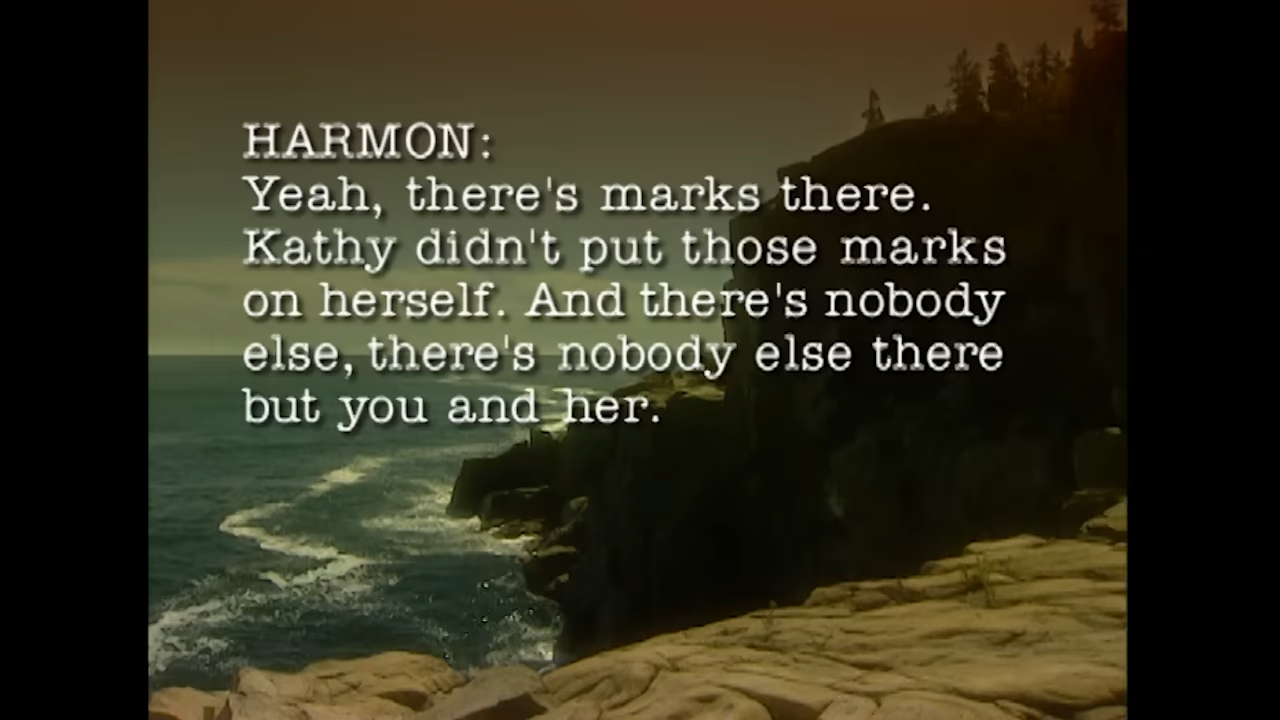 HARMON:
Yeah, there's marks there.
Kathy didn't put those marks
on herself. And there's nobody
else, there's nobody else there
but you and her.